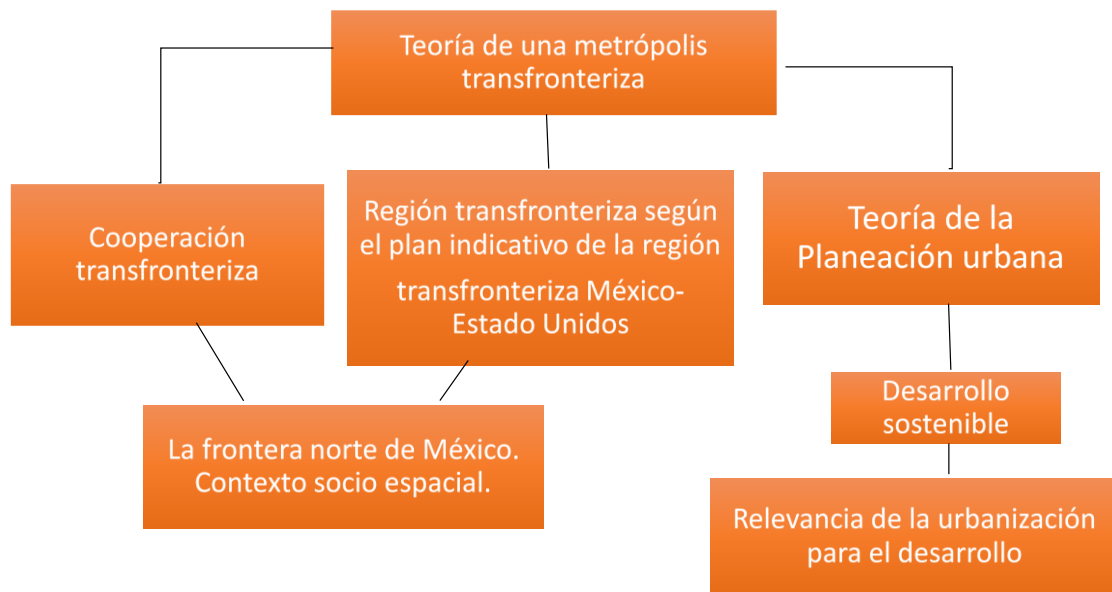 Teoría de una metrópolis
transfronteriza
Cooperación
transfronteriza
Región transfronteriza según
el plan indicativo de la región
transfronteriza México-
Estado Unidos
Teoría de la
Planeación urbana
La frontera norte de México.
Contexto socio espacial.
Desarrollo
sostenible
Relevancia de la urbanización
para el desarrollo